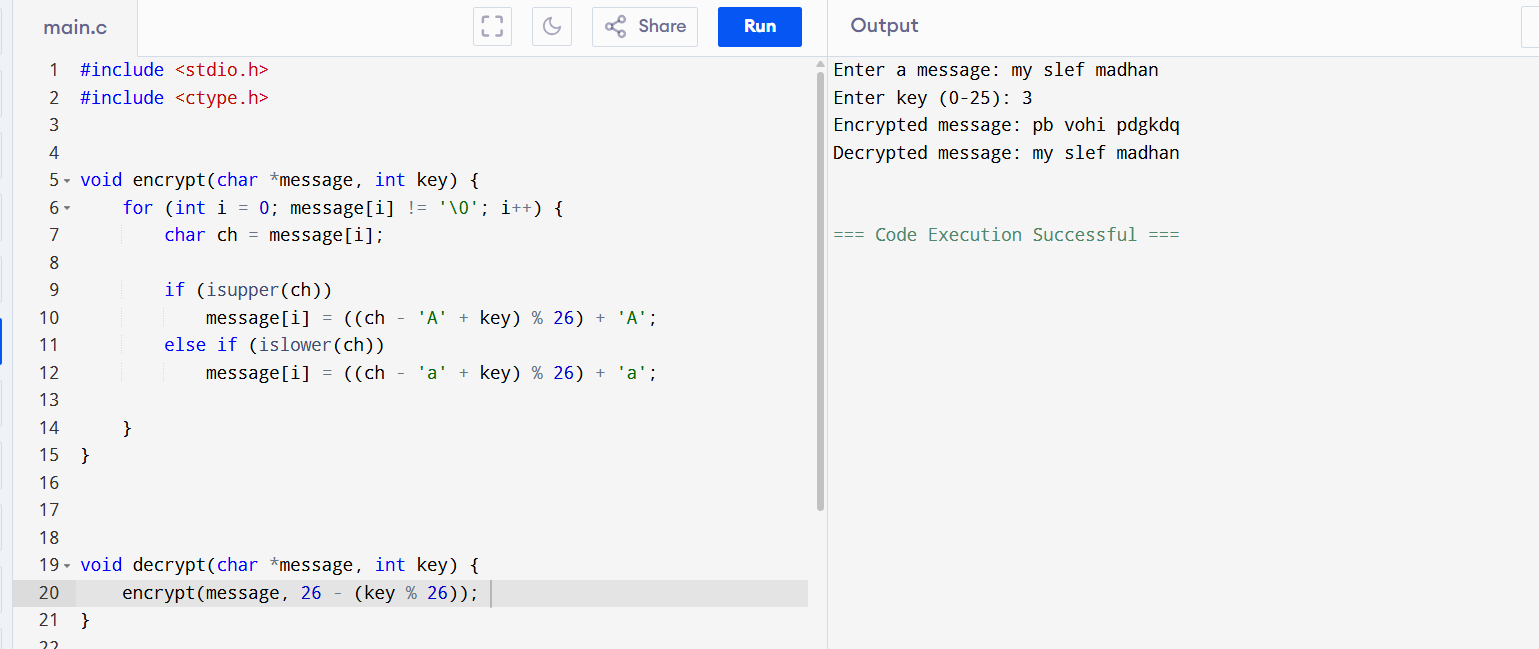 main.c
Share
Run
Output
1 #include <stdio.h>
2 #include <ctype.h>
3
4
5 void encrypt(char *message, int key) {
6     for (int i = 0; message[i] != '\0'; i++) {
7         char ch = message[i];
8
9         if (isupper(ch))
10             message[i] = ((ch - 'A' + key) % 26) + 'A';
11         else if (islower(ch))
12             message[i] = ((ch - 'a' + key) % 26) + 'a';
13
14     }
15 }
16
17
18
19 void decrypt(char *message, int key) {
20     encrypt(message, 26 - (key % 26));
21 }
22
Enter a message: my slef madhan
Enter key (0-25): 3
Encrypted message: pb vohi pdgkdq
Decrypted message: my slef madhan
=== Code Execution Successful ===